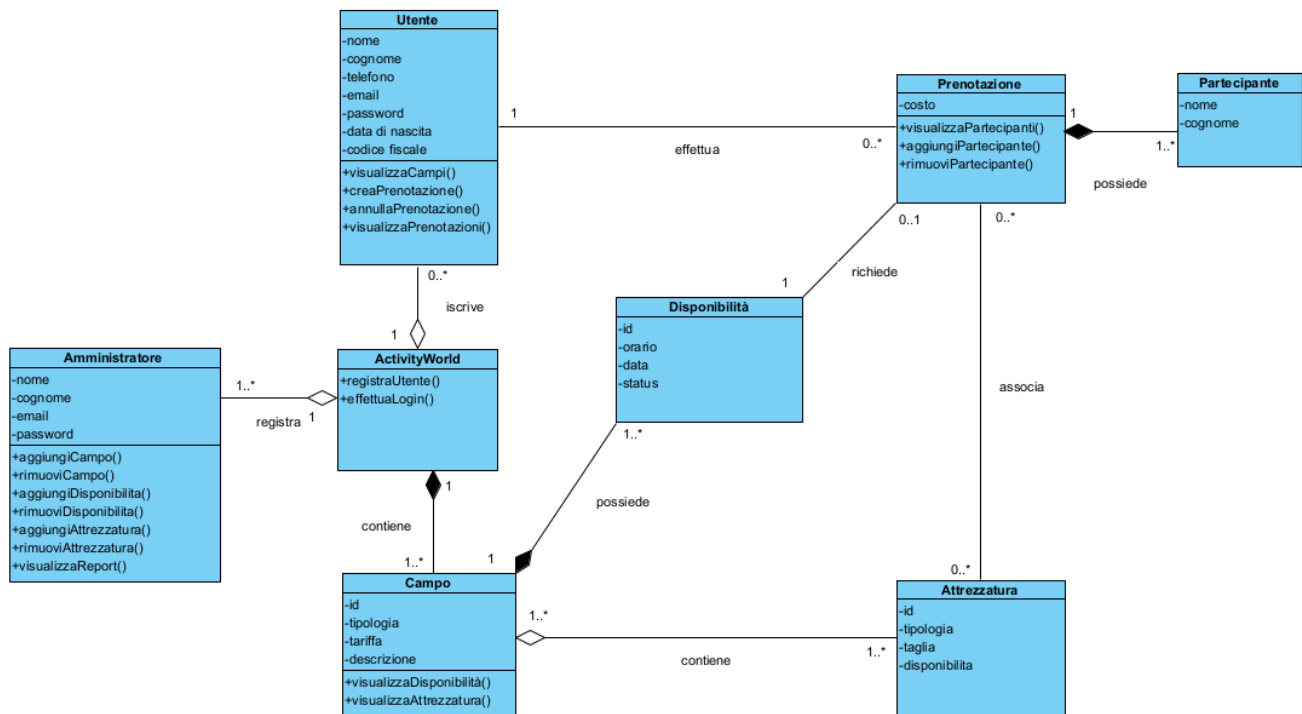 Utente
-nome
-cognome
-telefono
-email
-password
-data di nascita
-codice fiscale
+visualizzaCampi()
+creaPrenotazione()
+annullaPrenotazione()
+visualizzaPrenotazioni()
1
effettua
0..*
Prenotazione
-costo
+visualizzaPartecipanti()
+aggiungiPartecipante()
+rimuoviPartecipante()
1
1..*
possiede
Partecipante
-nome
-cognome
0..*
iscrive
1
0..1
richiede
1
0..*
associa
0..*
Disponibilità
-id
-orario
-data
-status
Amministratore
-nome
-cognome
-email
-password
+aggiungiCampo()
+rimuoviCampo()
+aggiungiDisponibilita()
+rimuoviDisponibilita()
+aggiungiAttrezzatura()
+rimuoviAttrezzatura()
+visualizzaReport()
1..*
registra
1
ActivityWorld
+registraUtente()
+effettuaLogin()
1
contiene
1..*
1..*
possiede
1
Campo
-id
-tipologia
-tariffa
-descrizione
+visualizzaDisponibilità()
+visualizzaAttrezzatura()
1..*
contiene
1..*
Attrezzatura
-id
-tipologia
-taglia
-disponibilita